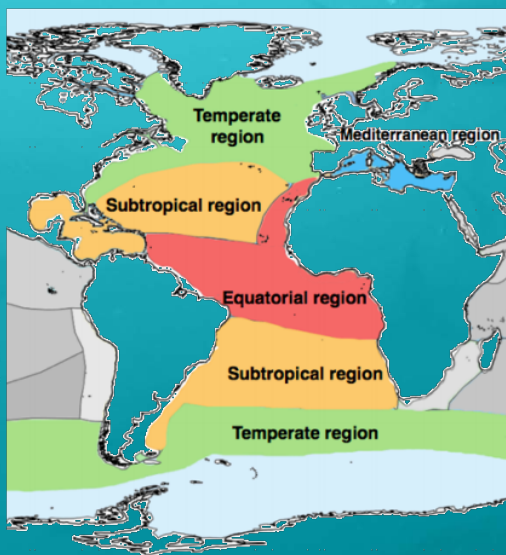 Temperate
region
Mediterranean region
Subtropical region
Equatorial region
Subtropical region
Temperate region